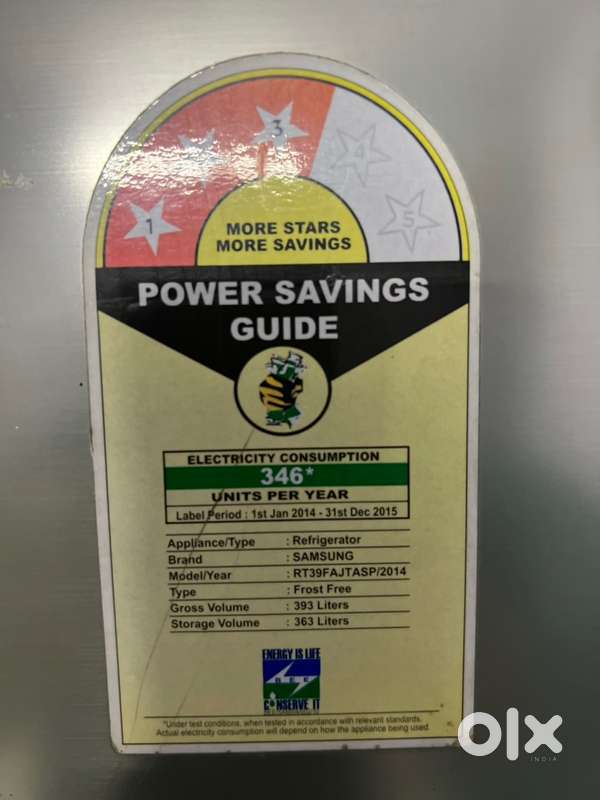 1
3
4
5
MORE STARS
MORE SAVINGS
POWER SAVINGS
GUIDE
ELECTRICITY CONSUMPTION
346*
UNITS PER YEAR
Label Period : 1st Jan 2014 - 31st Dec 2015
Appliance/Type : Refrigerator
Brand : SAMSUNG
Model/Year : RT39FAJTASP/2014
Type : Frost Free
Gross Volume : 393 Liters
Storage Volume : 363 Liters
ENERGY IS LIFE
BEE
CONSERVE IT
*Under test conditions, when tested in accordance with relevant standards.
Actual electricity consumption will depend on how the appliance being used.
OLX
INDIA